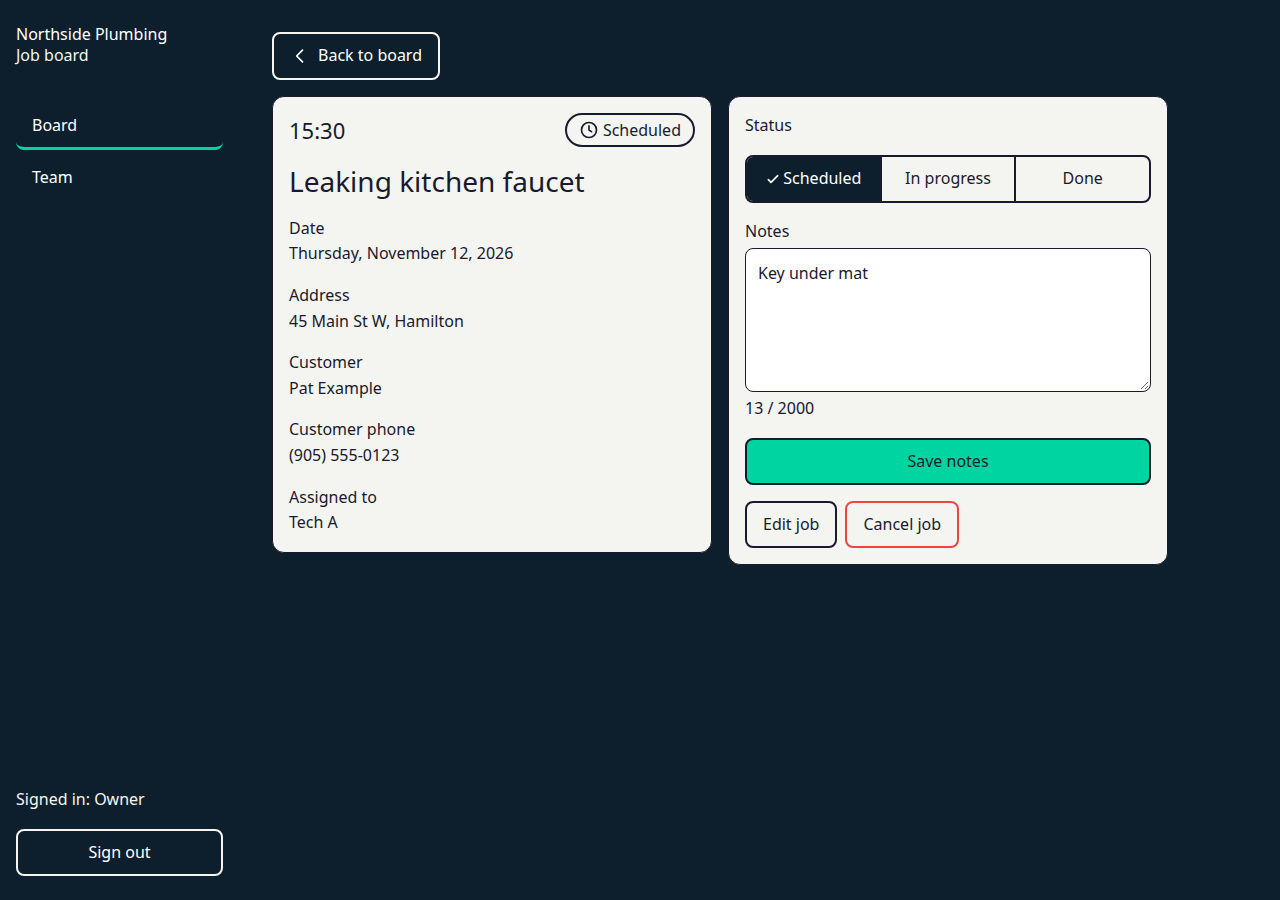 Northside Plumbing
Job board
Board
Team
Signed in: Owner
Sign out
Back to board
15:30
Scheduled
Leaking kitchen faucet
Date
Thursday, November 12, 2026
Address
45 Main St W, Hamilton
Customer
Pat Example
Customer phone
(905) 555-0123
Assigned to
Tech A
Status
Scheduled
In progress
Done
Notes
Key under mat
13 / 2000
Save notes
Edit job
Cancel job